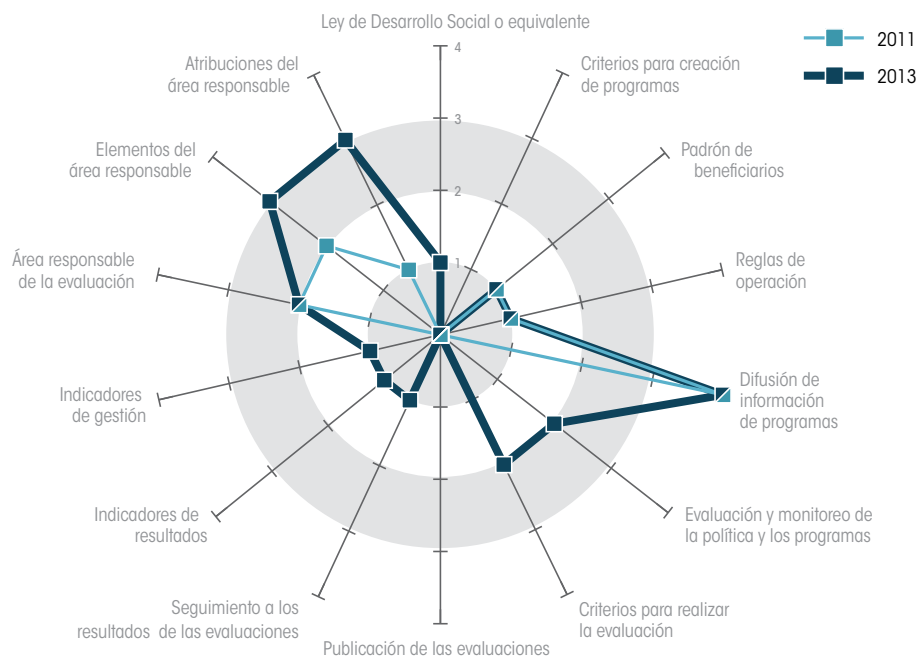 Ley de Desarrollo Social o equivalente
4
3
2
1
2011
2013
Criterios para creación
de programas
Padrón de
beneficiarios
Reglas de
operación
Difusión de
información
de programas
Evaluación y monitoreo de
la política y los programas
Criterios para realizar
la evaluación
Publicación de las evaluaciones
Seguimiento a los
resultados de las evaluaciones
Indicadores de
resultados
Indicadores
de gestión
Área responsable
de la evaluación
Elementos del
área responsable
Atribuciones del
área responsable